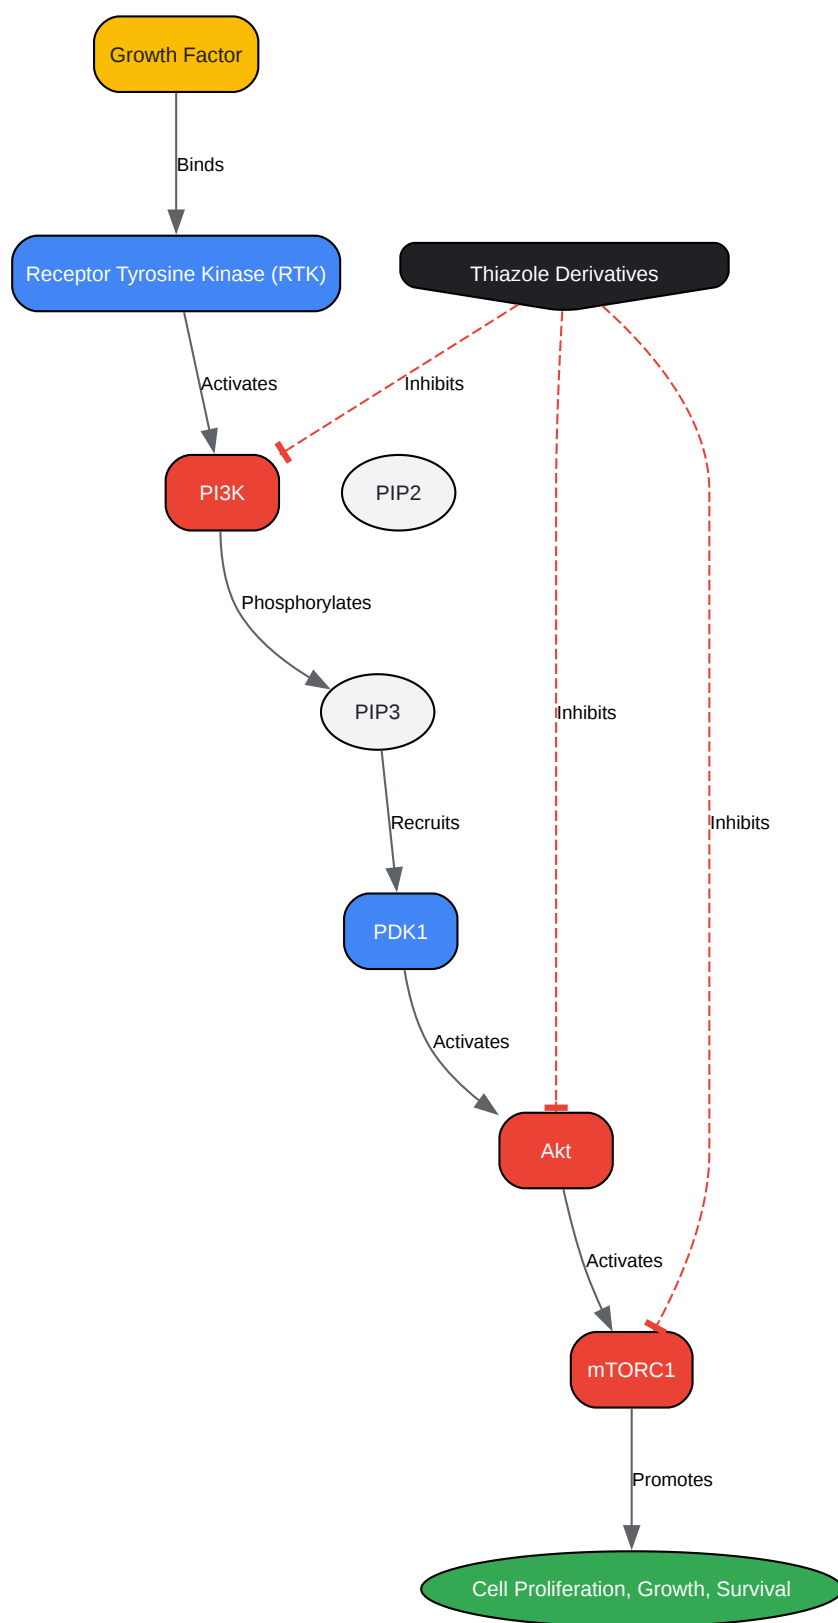 Growth Factor
Binds
Receptor Tyrosine Kinase (RTK)
Thiazole Derivatives
Activates
Inhibits
PI3K
PIP2
Phosphorylates
PIP3
Inhibits
Recruits
Inhibits
PDK1
Activates
Akt
Activates
mTORC1
Promotes
Cell Proliferation, Growth, Survival